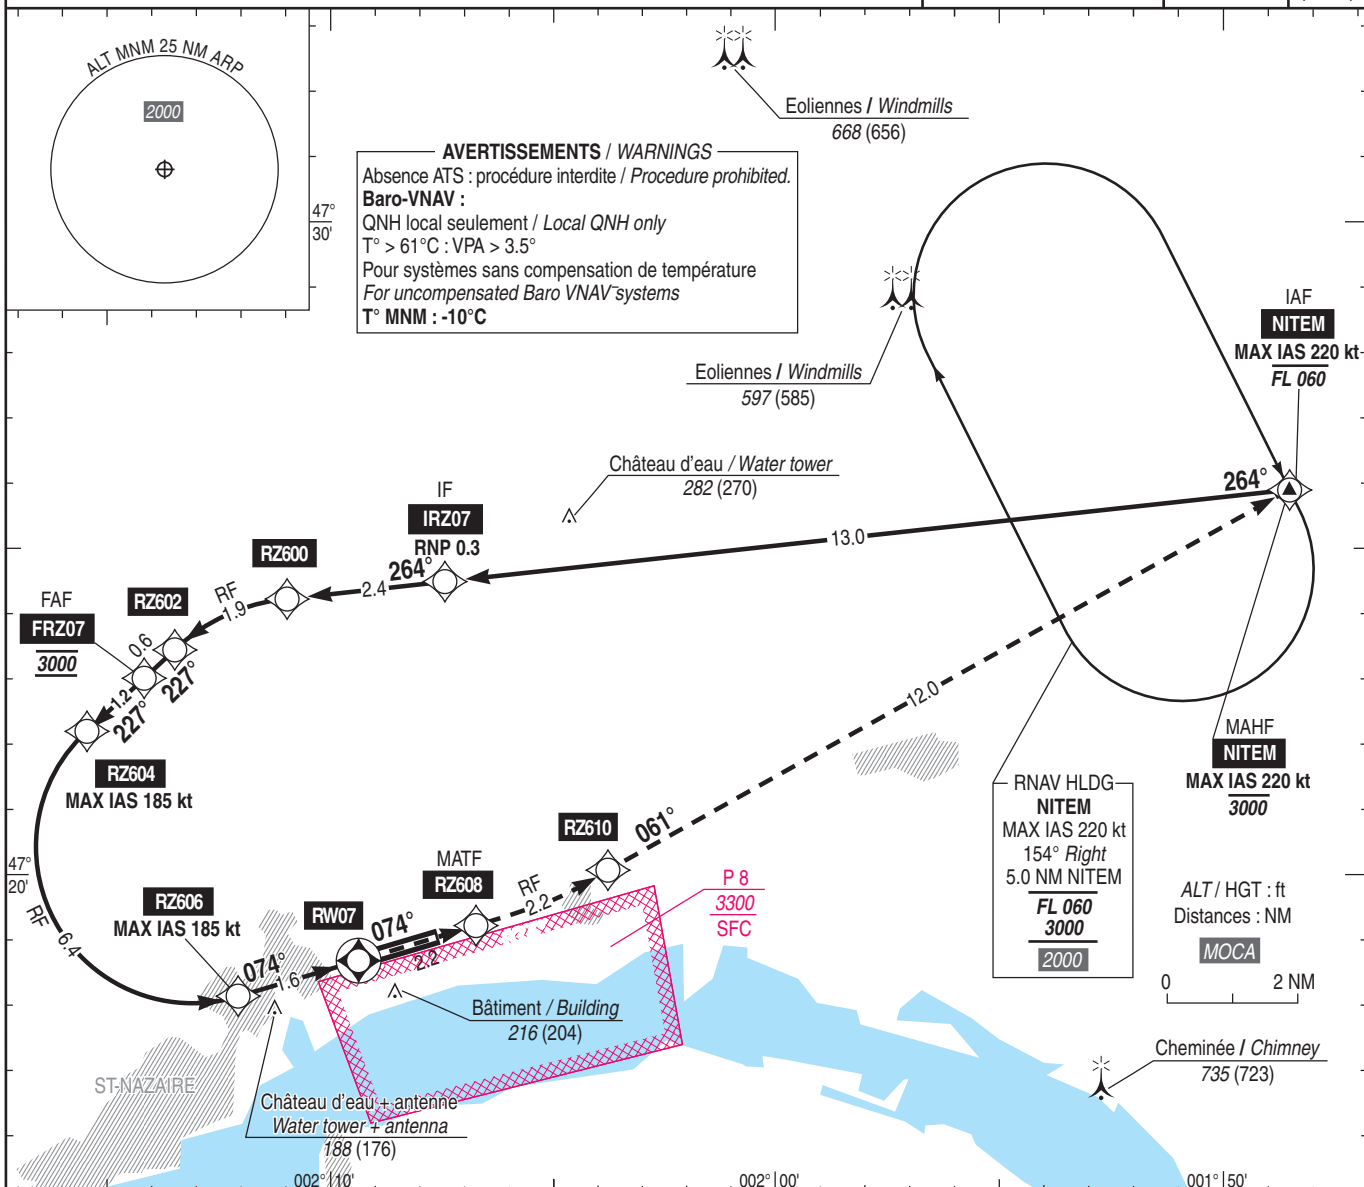 ALT MNM 25 NM ARP
2000
Eoliennes / Windmills
668 (656)
AVERTISSEMENTS / WARNINGS
Absence ATS : procédure interdite / Procedure prohibited.
Baro-VNAV :
QNH local seulement / Local QNH only
T° > 61°C : VPA > 3.5°
Pour systèmes sans compensation de température
For uncompensated Baro VNAV systems
T° MNM : -10°C
47°
30'
IAF
NITEM
MAX IAS 220 kt
FL 060
Eoliennes / Windmills
597 (585)
Château d'eau / Water tower
282 (270)
264°
IF
IRZ07
RNP 0.3
264°
13.0
2.4
RZ600
RF
1.9
RZ602
FAF
FRZ07
3000
0.6
227°
1.2
227°
RZ604
MAX IAS 185 kt
12.0
MAHF
NITEM
MAX IAS 220 kt
3000
RNAV HLDG
NITEM
MAX IAS 220 kt
154° Right
5.0 NM NITEM
FL 060
3000
2000
RZ610
061°
MATF
RZ608
RF
2.2
47°
20'
RF
6.4
RZ606
MAX IAS 185 kt
RW07
074°
2.2
074°
1.6
P 8
3300
SFC
ALT / HGT : ft
Distances : NM
MOCA
0 2 NM
Bâtiment / Building
216 (204)
Cheminée / Chimney
735 (723)
ST-NAZAIRE
Château d'eau + antenne
Water tower + antenna
188 (176)
002° 10'
002° 00'
001° 50'